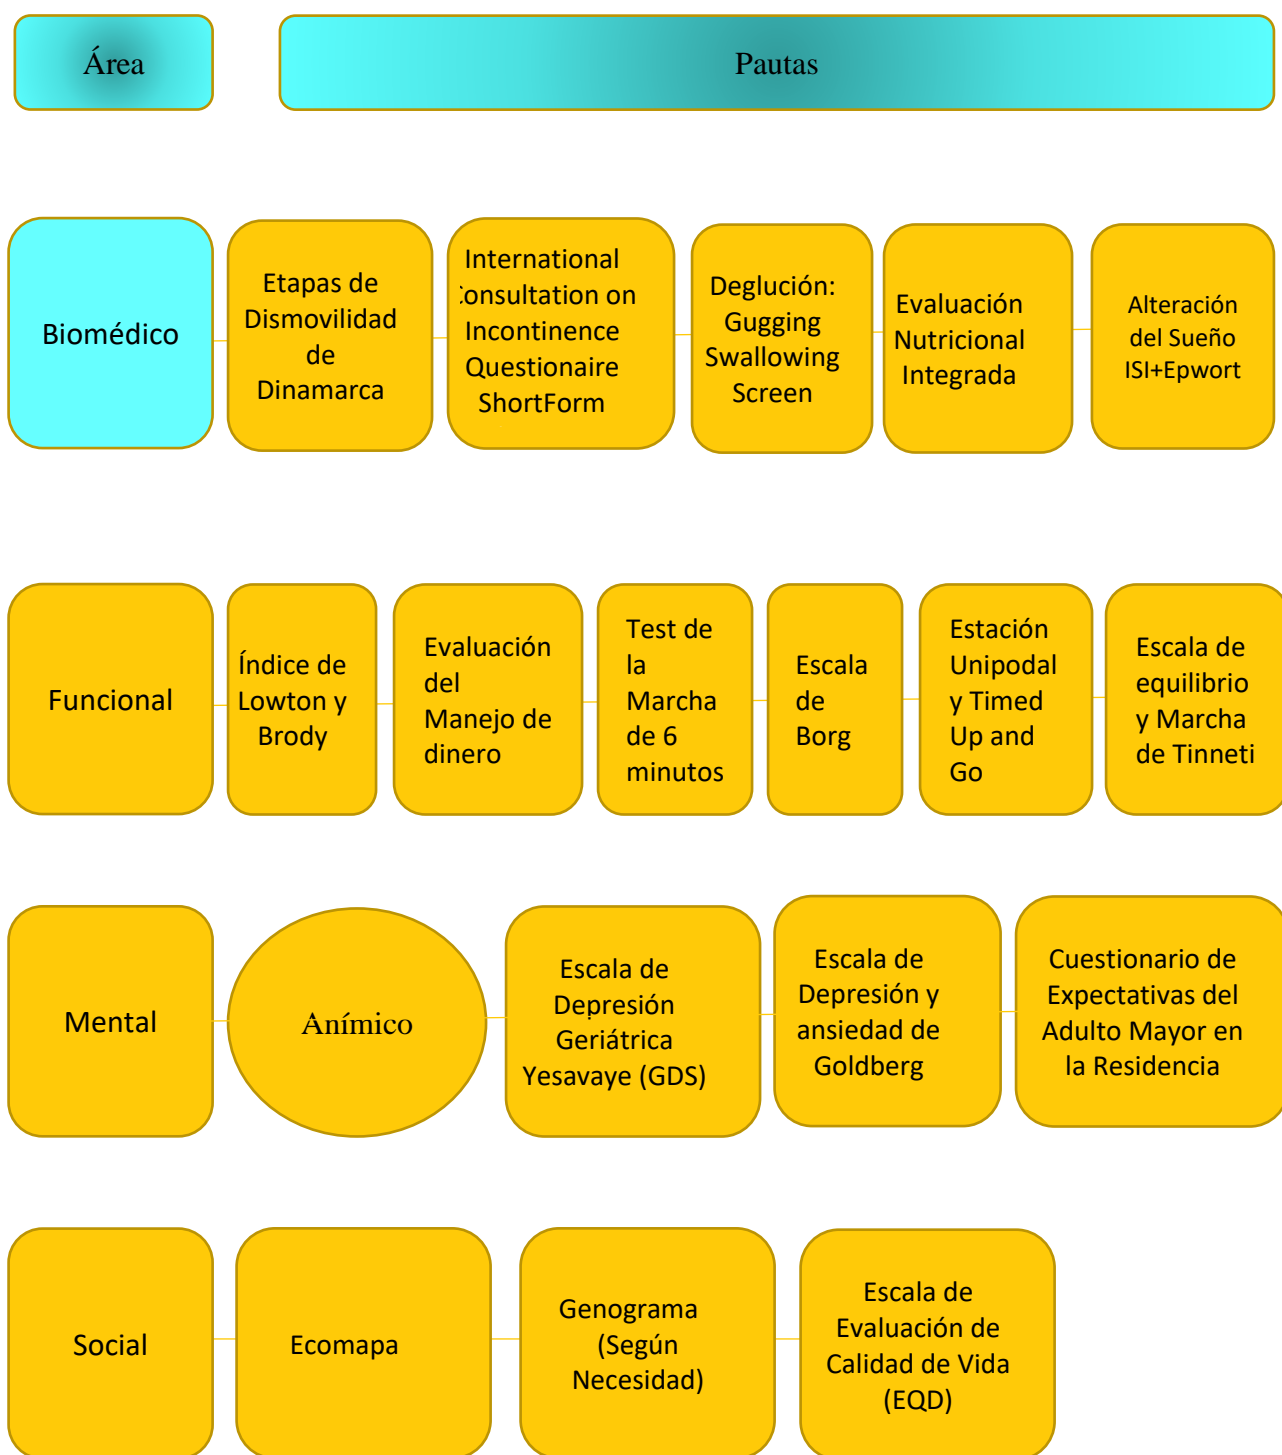 Área
Pautas
Biomédico
Etapas de
Dismovilidad
de
Dinamarca
International
Consultation on
Incontinence
Questionaire
ShortForm
Deglución:
Gugging
Swallowing
Screen
Evaluación
Nutricional
Integrada
Alteración
del Sueño
ISI+Epwort
Funcional
Índice de
Lowton y
Brody
Evaluación
del
Manejo de
dinero
Test de
la
Marcha
de 6
minutos
Escala
de
Borg
Estación
Unipodal
y Timed
Up and
Go
Escala de
equilibrio
y Marcha
de Tinneti
Mental
Anímico
Escala de
Depresión
Geriátrica
Yesavaye (GDS)
Escala de
Depresión y
ansiedad de
Goldberg
Cuestionario de
Expectativas del
Adulto Mayor en
la Residencia
Social
Ecomapa
Genograma
(Según
Necesidad)
Escala de
Evaluación de
Calidad de Vida
(EQD)